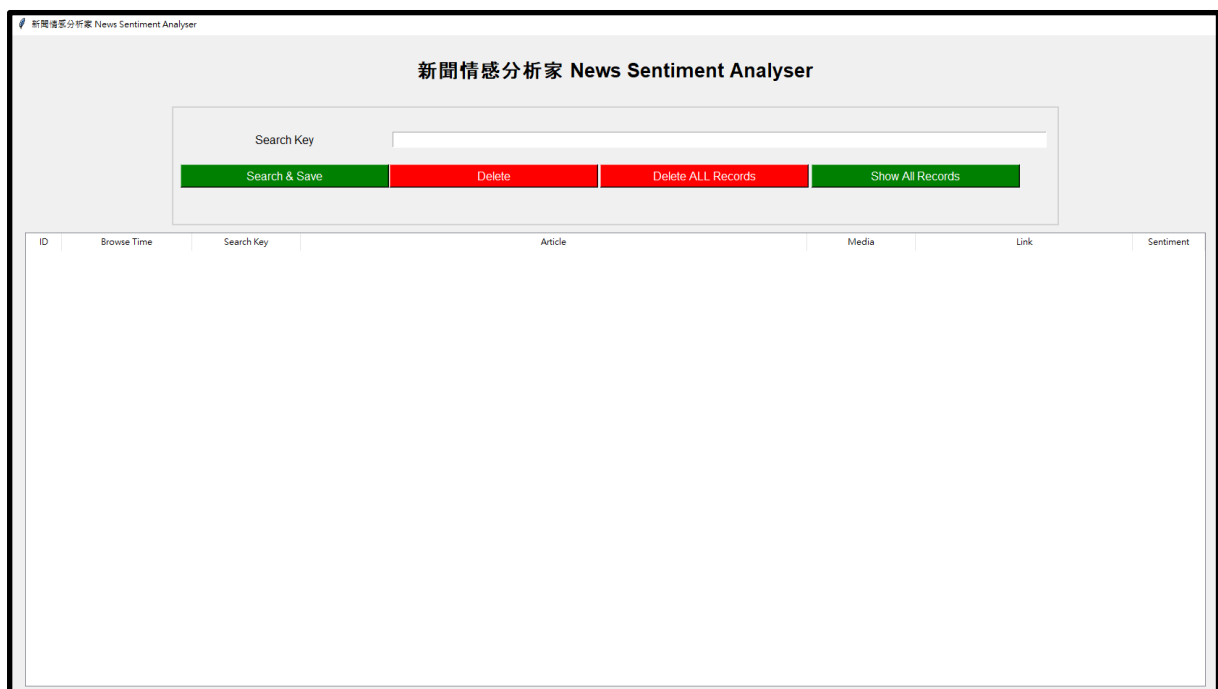 新聞情感分析家 News Sentiment Analyser
新聞情感分析家 News Sentiment Analyser
Search Key
Search & Save Delete Delete ALL Records Show All Records
ID Browse Time Search Key Article Media Link Sentiment